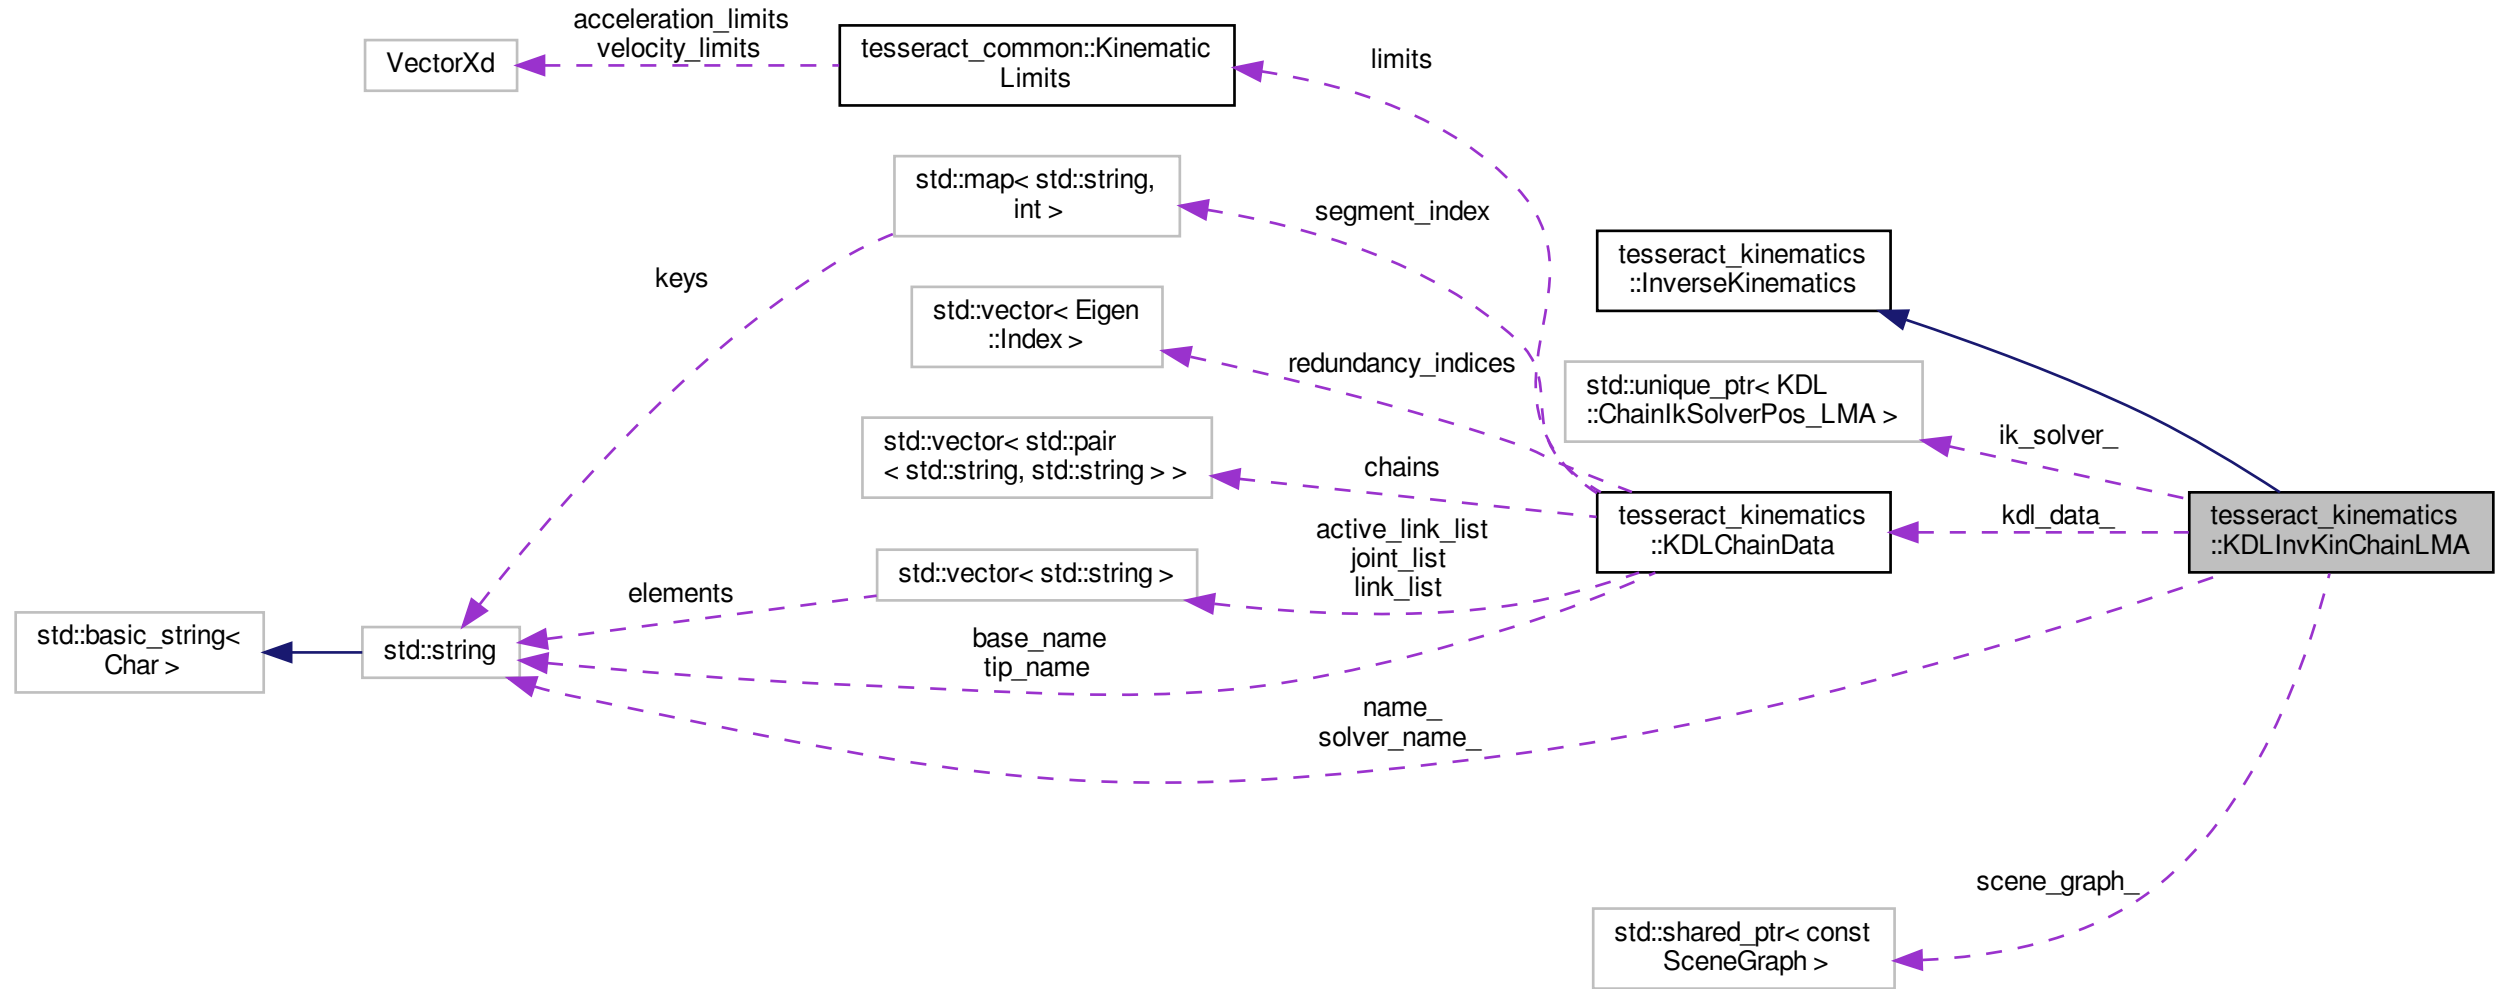 acceleration_limits
velocity_limits
VectorXd
tesseract_common::Kinematic
Limits
limits
std::map< std::string,
int >
segment_index
keys
tesseract_kinematics
::InverseKinematics
std::vector< Eigen
::Index >
redundancy_indices
std::unique_ptr< KDL
::ChainIkSolverPos_LMA >
ik_solver_
std::vector< std::pair
< std::string, std::string > >
chains
tesseract_kinematics
::KDLChainData
kdl_data_
tesseract_kinematics
::KDLInvKinChainLMA
active_link_list
joint_list
link_list
std::vector< std::string >
elements
std::basic_string<
Char >
std::string
base_name
tip_name
name_
solver_name_
scene_graph_
std::shared_ptr< const
SceneGraph >